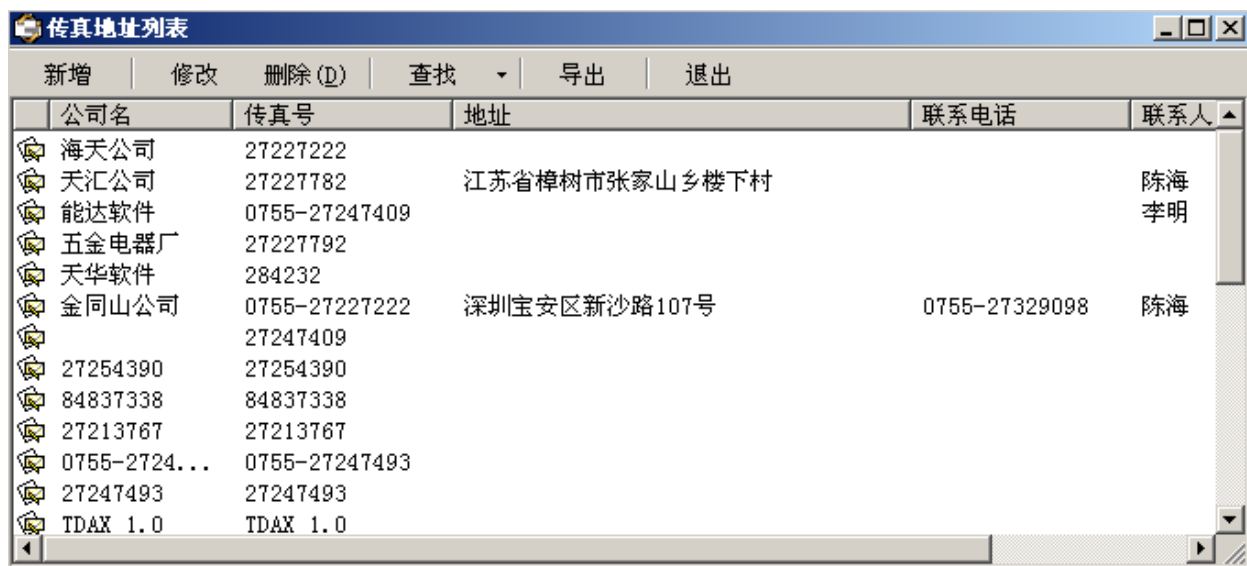 传真地址列表
新增 修改 删除(D) 查找 导出 退出
公司名 传真号 地址 联系电话 联系人
海天公司 27227222
天汇公司 27227782 江苏省樟树市张家山乡楼下村 陈海
能达软件 0755-27247409 李明
五金电器厂 27227792
天华软件 284232
金同山公司 0755-27227222 深圳宝安区新沙路107号 0755-27329098 陈海
27247409
27254390 27254390
84837338 84837338
27213767 27213767
0755-2724... 0755-27247493
27247493 27247493
TDAX 1.0 TDAX 1.0